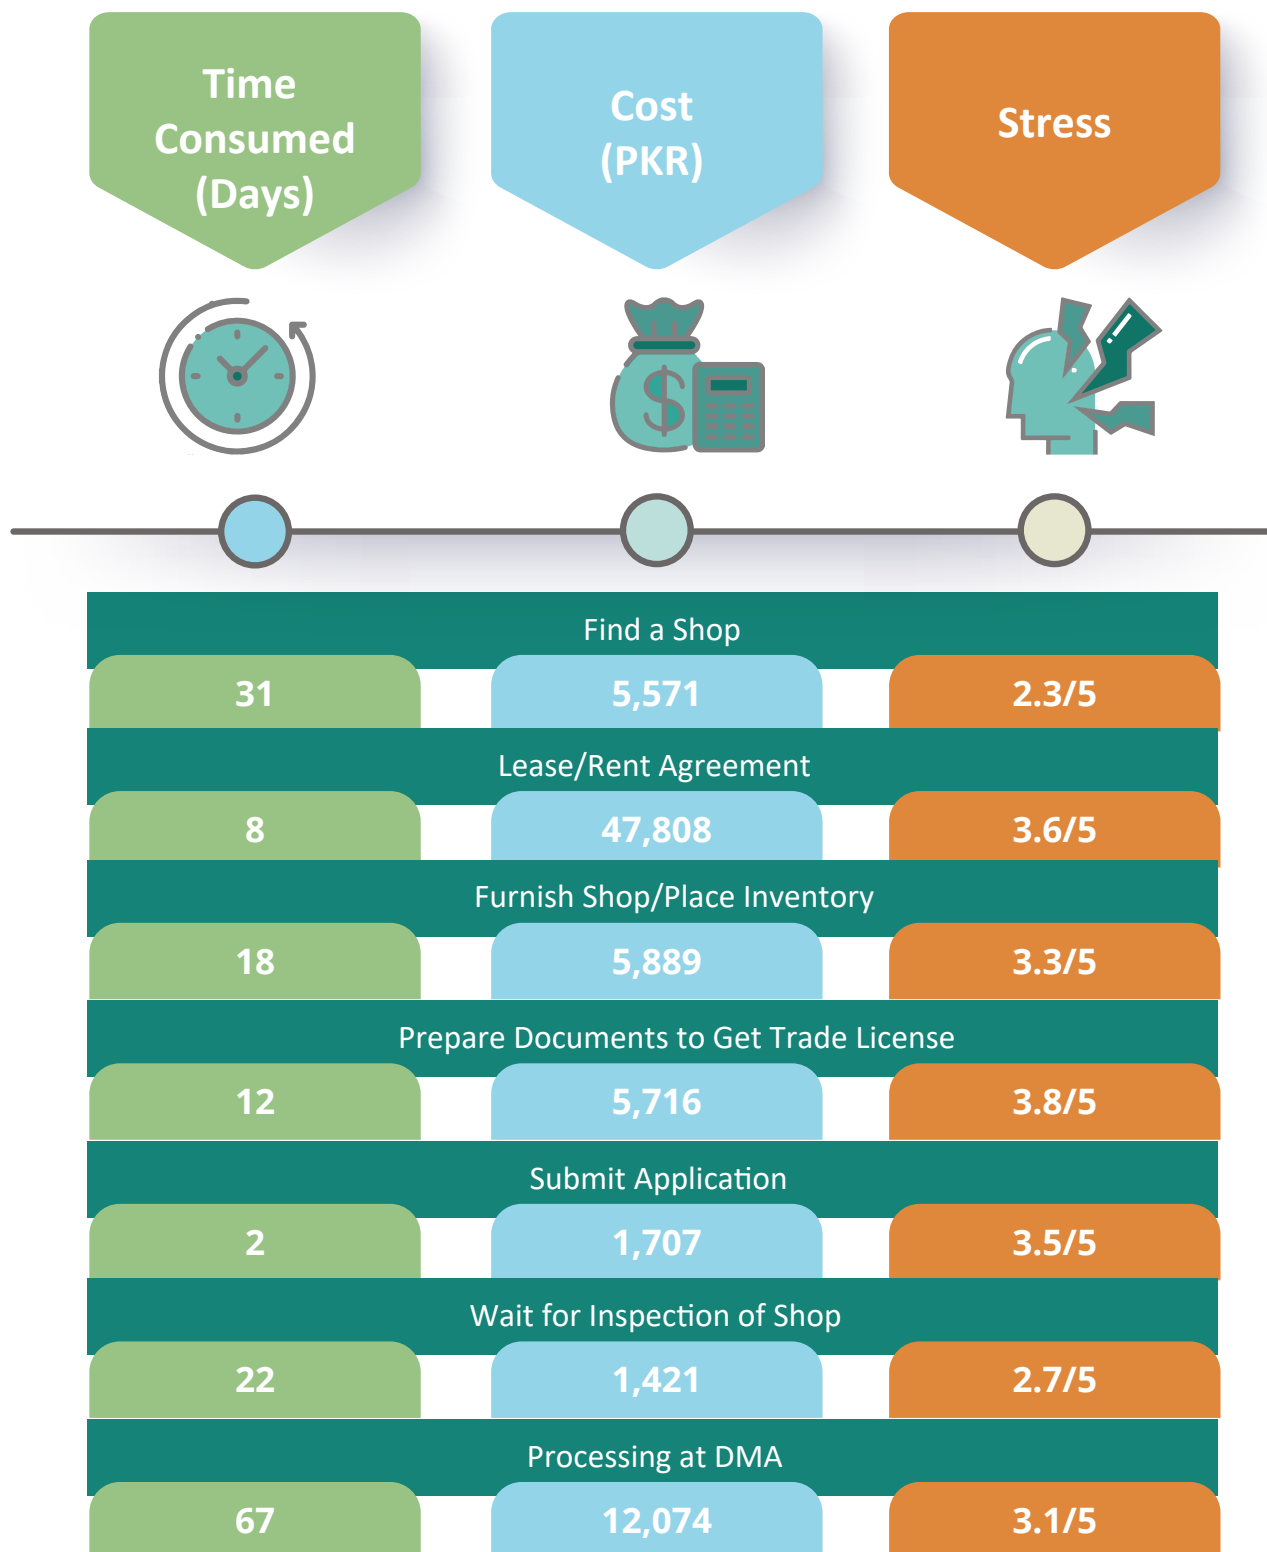 Time
Consumed
(Days)
Cost
(PKR)
Stress
Find a Shop
31 5,571 2.3/5
Lease/Rent Agreement
8 47,808 3.6/5
Furnish Shop/Place Inventory
18 5,889 3.3/5
Prepare Documents to Get Trade License
12 5,716 3.8/5
Submit Application
2 1,707 3.5/5
Wait for Inspection of Shop
22 1,421 2.7/5
Processing at DMA
67 12,074 3.1/5